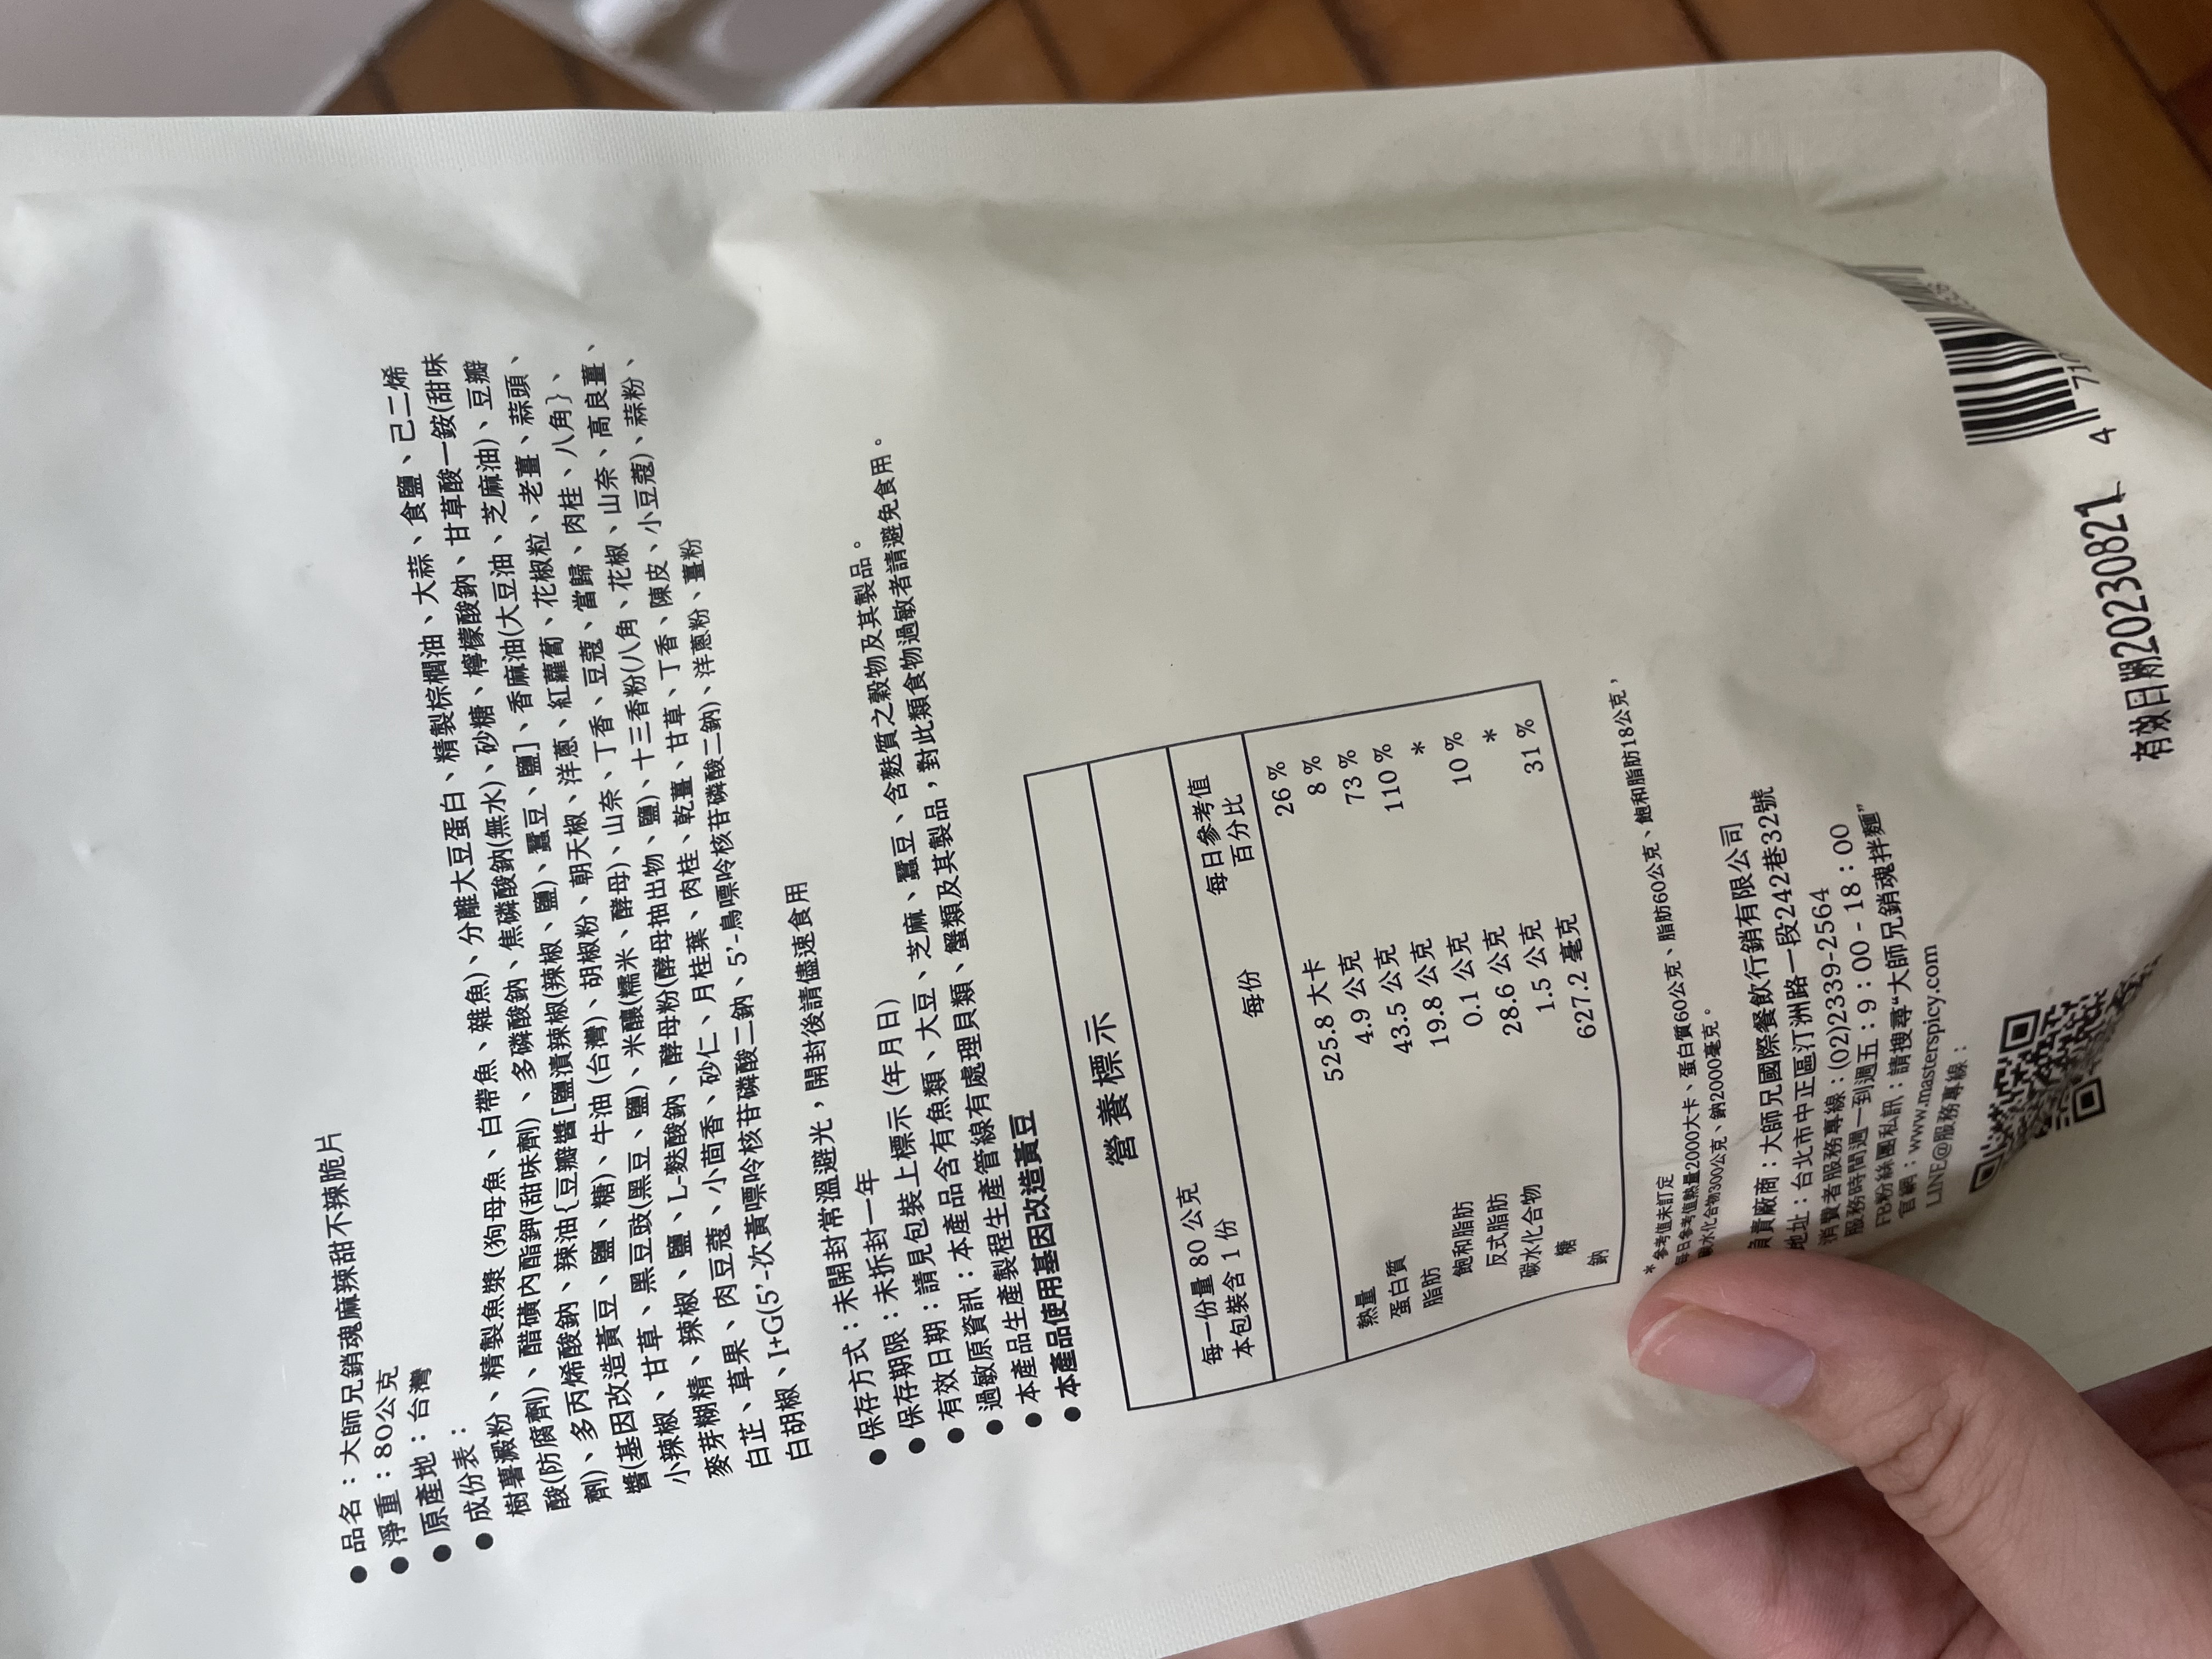 ●品名：大師兄銷魂麻辣甜不辣脆片
●淨重：80公克
●原產地：台灣
●成份表：
樹薯澱粉、精製魚漿 (狗母魚、白帶魚、雜魚)、分離大豆蛋白、精製棕櫚油、大蒜、食鹽、己二烯
酸(防腐劑)、醋磺內酯鉀(甜味劑)、多磷酸鈉、焦磷酸鈉(無水)、砂糖、檸檬酸鈉、甘草酸一銨(甜味
劑)、多丙烯酸鈉、辣油{豆瓣醬[鹽漬辣椒(辣椒、鹽)、蠶豆、鹽]、香麻油(大豆油、芝麻油)、豆瓣
醬(基因改造黃豆、鹽、糖)、牛油 (台灣)、胡椒粉、朝天椒、洋蔥、紅蘿蔔、花椒粒、老薑、蒜頭、
小辣椒、甘草、黑豆豉(黑豆、鹽)、米釀(糯米、酵母)、山奈、丁香、豆蔻、當歸、肉桂、八角}、
麥芽糊精、辣椒、鹽、L-麩酸鈉、酵母粉(酵母抽出物、鹽)、十三香粉(八角、花椒、山奈、高良薑、
白芷、草果、肉豆蔻、小茴香、砂仁、月桂葉、肉桂、乾薑、甘草、丁香、陳皮、小豆蔻)、蒜粉、
白胡椒、I+G(5’-次黃嘌呤核苷磷酸二鈉、5’-鳥嘌呤核苷磷酸二鈉)、洋蔥粉、薑粉
●保存方式：未開封常溫避光，開封後請儘速食用
●保存期限：未拆封一年
●有效日期：請見包裝上標示 (年月日)
●過敏原資訊：本產品含有魚類、大豆、芝麻、蠶豆、含麩質之穀物及其製品。
●本產品生產製程生產管線有處理貝類、蟹類及其製品，對此類食物過敏者請避免食用。
●本產品使用基因改造黃豆
營養標示
每一份量 80 公克
本包裝含 1 份
每份 每日參考值
百分比
熱量 525.8 大卡 26 %
蛋白質 4.9 公克 8 %
脂肪 43.5 公克 73 %
飽和脂肪 19.8 公克 110 %
反式脂肪 0.1 公克 *
碳水化合物 28.6 公克 10 %
糖 1.5 公克 *
鈉 627.2 毫克 31 %
*參考值未訂定
每日參考值熱量2000大卡、蛋白質60公克、脂肪60公克、飽和脂肪18公克，
碳水化合物300公克、鈉2000毫克。
負責廠商：大師兄國際餐飲行銷有限公司
地址：台北市中正區汀洲路一段242巷32號
消費者服務專線：(02)2339-2564
服務時間週一到週五：9：00 - 18：00
FB粉絲團私訊：請搜尋“大師兄銷魂拌麵”
官網：www.masterspicy.com
LINE@服務專線：
有效日期20230821
4 71